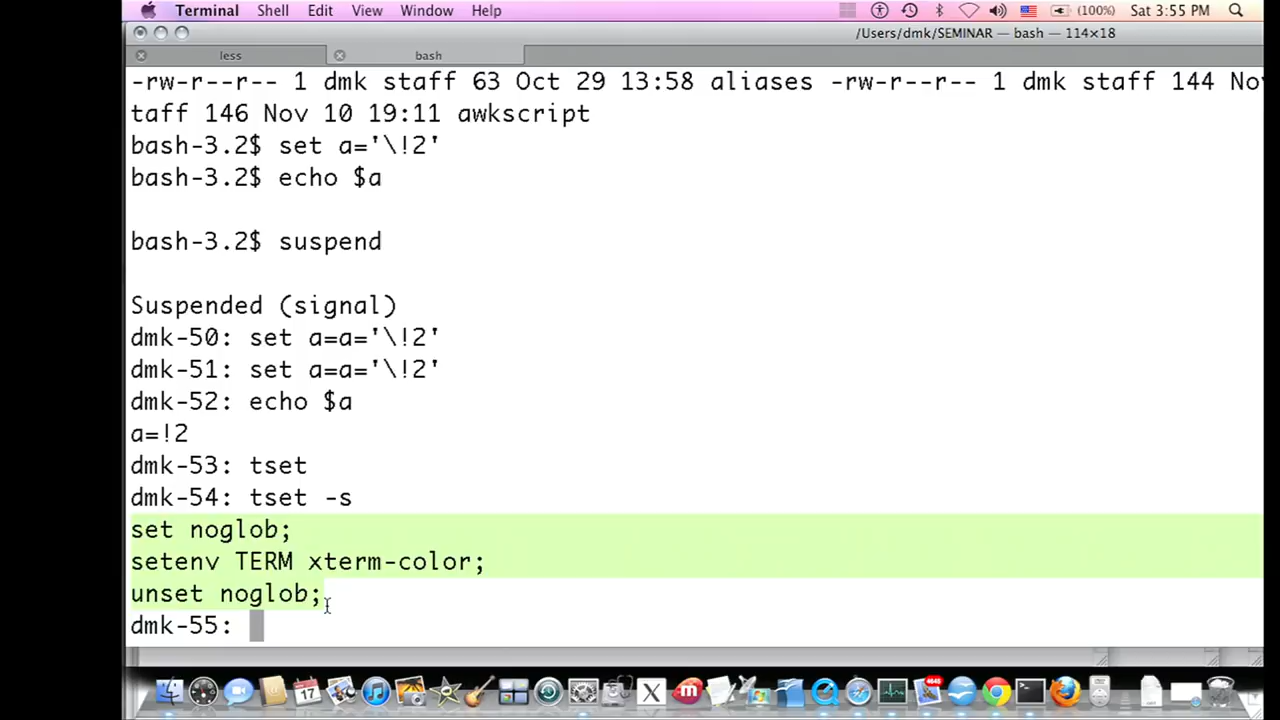 Terminal Shell Edit View Window Help (100%) Sat 3:55 PM
/Users/dmk/SEMINAR — bash — 114×18
less bash
-rw-r--r-- 1 dmk staff 63 Oct 29 13:58 aliases -rw-r--r-- 1 dmk staff 144 Nov
taff 146 Nov 10 19:11 awkscript
bash-3.2$ set a='\!2'
bash-3.2$ echo $a
bash-3.2$ suspend
Suspended (signal)
dmk-50: set a=a='\!2'
dmk-51: set a=a='\!2'
dmk-52: echo $a
a=!2
dmk-53: tset
dmk-54: tset -s
set noglob;
setenv TERM xterm-color;
unset noglob;
dmk-55:
17